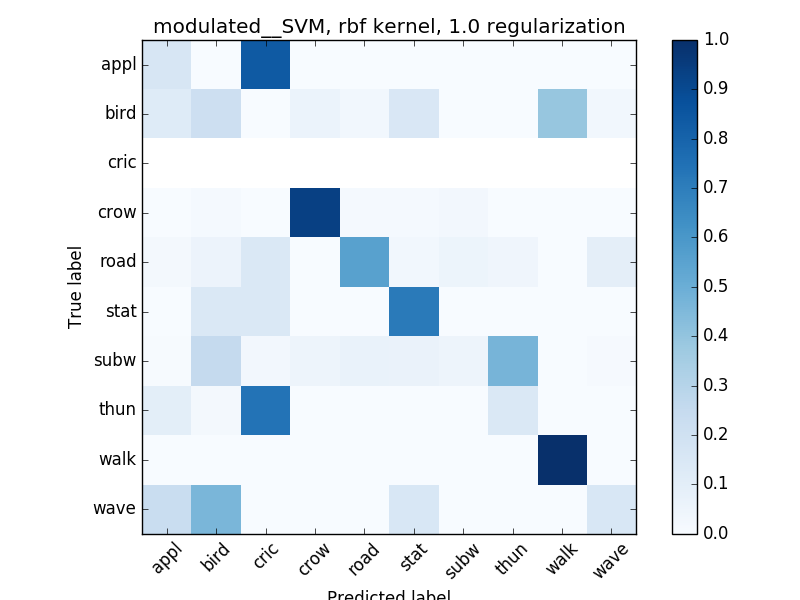 modulated__SVM, rbf kernel, 1.0 regularization
True label
appl
bird
cric
crow
road
stat
subw
thun
walk
wave
appl
bird
cric
crow
road
stat
subw
thun
walk
wave
Predicted label
1.0
0.9
0.8
0.7
0.6
0.5
0.4
0.3
0.2
0.1
0.0